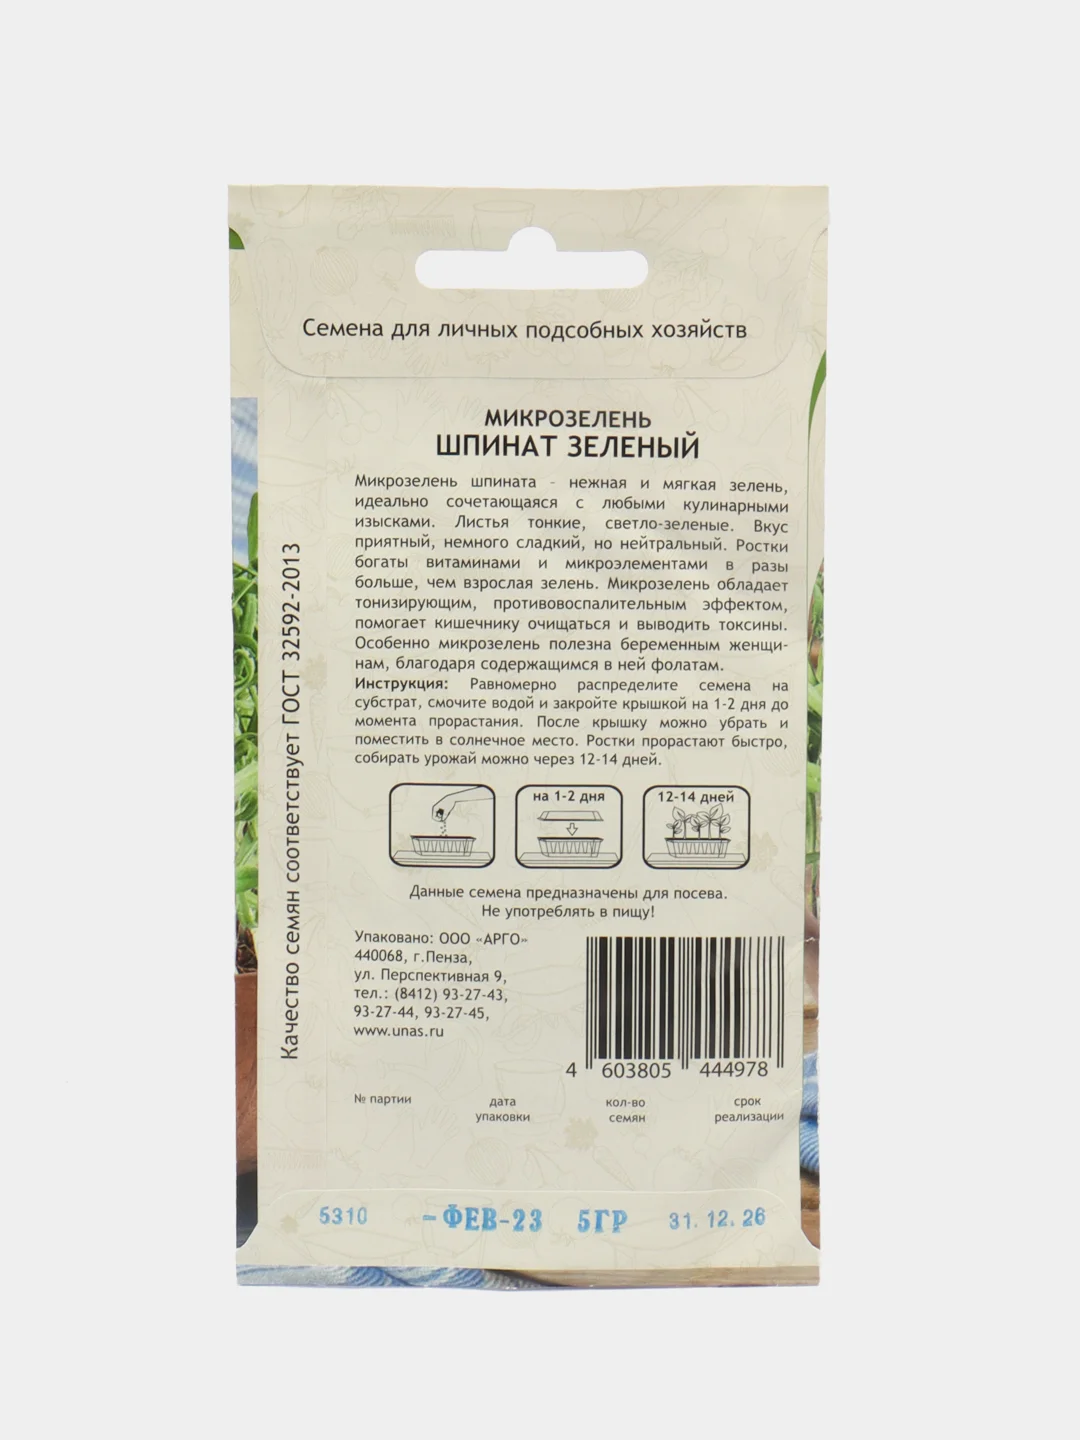 Семена для личных подсобных хозяйств
МИКРОЗЕЛЕНЬ
ШПИНАТ ЗЕЛЕНЫЙ
Микрозелень шпината - нежная и мягкая зелень,
идеально сочетающаяся с любыми кулинарными
изысками. Листья тонкие, светло-зеленые. Вкус
приятный, немного сладкий, но нейтральный. Ростки
богаты витаминами и микроэлементами в разы
больше, чем взрослая зелень. Микрозелень обладает
тонизирующим, противовоспалительным эффектом,
помогает кишечнику очищаться и выводить токсины.
Особенно микрозелень полезна беременным женщи-
нам, благодаря содержащимся в ней фолатам.
Инструкция: Равномерно распределите семена на
субстрат, смочите водой и закройте крышкой на 1-2 дня до
момента прорастания. После крышку можно убрать и
поместить в солнечное место. Ростки прорастают быстро,
собирать урожай можно через 12-14 дней.
на 1-2 дня
12-14 дней
Данные семена предназначены для посева.
Не употреблять в пищу!
Качество семян соответствует ГОСТ 32592-2013
Упаковано: ООО «АРГО»
440068, г.Пенза,
ул. Перспективная 9,
тел.: (8412) 93-27-43,
93-27-44, 93-27-45,
www.unas.ru
4 603805 444978
№ партии
дата
упаковки
кол-во
семян
срок
реализации
5310 -ФЕВ-23 5ГР 31.12.26